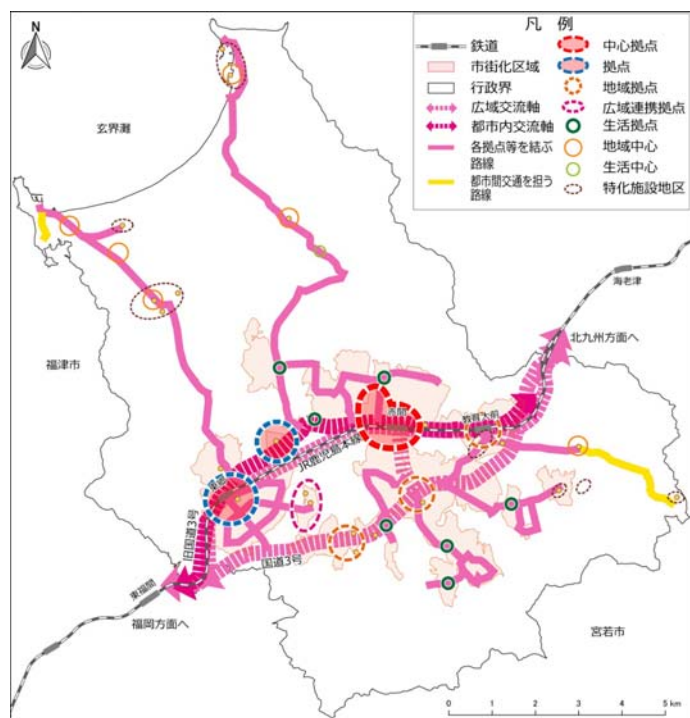 N
凡 例
鉄道
市街化区域
行政界
広域交流軸
都市内交流軸
各拠点等を結ぶ
路線
都市間交通を担う
路線
中心拠点
拠点
地域拠点
広域連携拠点
生活拠点
地域中心
生活中心
特化施設地区
玄界灘
海老津
北九州方面へ
福津市
赤間
教育大前
JR鹿児島本線
東郷
旧国道3号
国道3号
東福間
福岡方面へ
宮若市
0 1 2 3 4 5 km